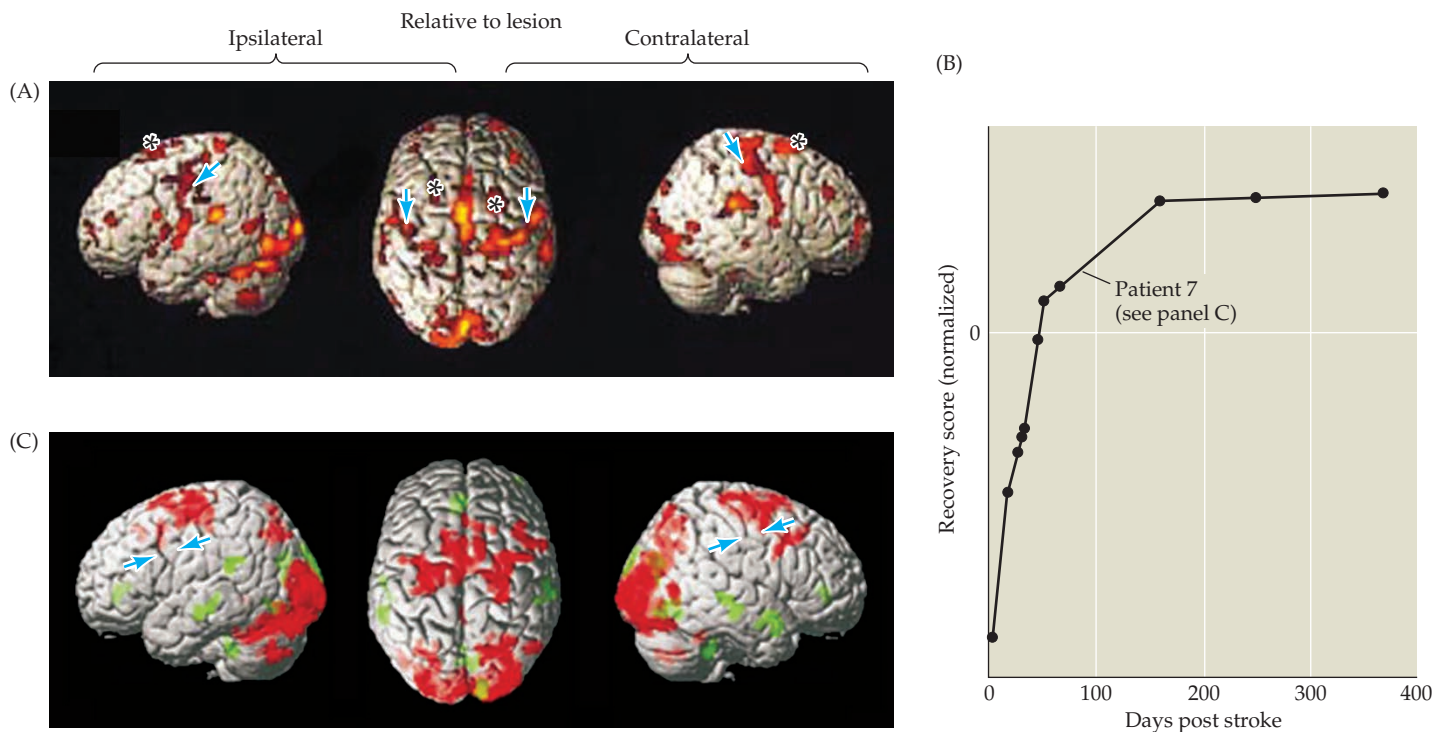 Relative to lesion
Ipsilateral
Contralateral
(A)
(B)
Recovery score (normalized)
0
Patient 7
(see panel C)
0
100
200
300
400
Days post stroke
(C)